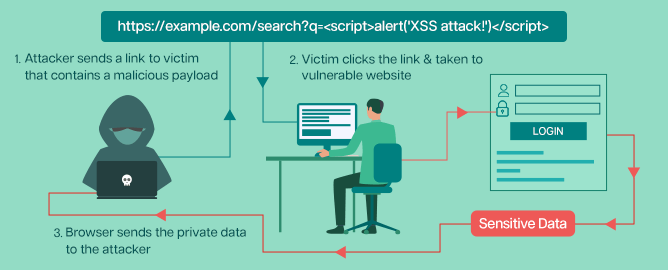 https://example.com/search?q=<script>alert('XSS attack!')</script>
1. Attacker sends a link to victim
that contains a malicious payload
2. Victim clicks the link & taken to
vulnerable website
LOGIN
Sensitive Data
3. Browser sends the private data
to the attacker